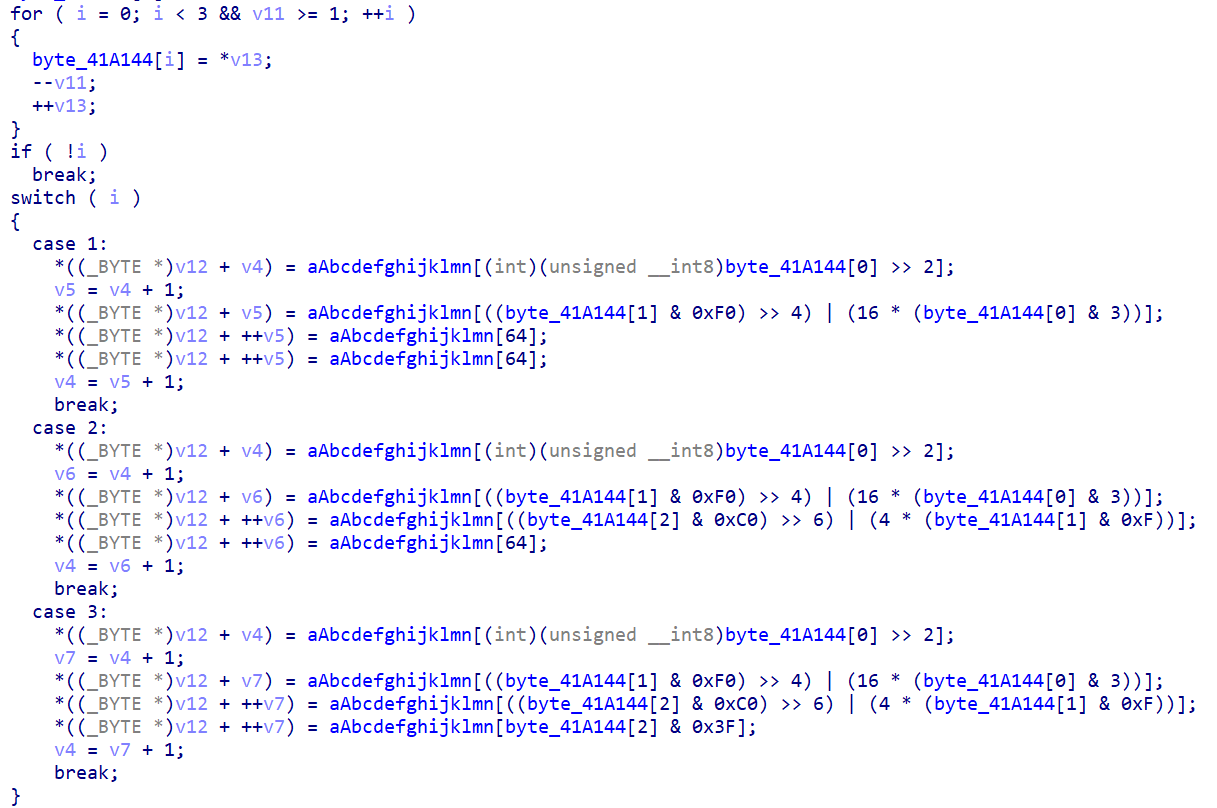 for ( i = 0; i < 3 && v11 >= 1; ++i )
{
  byte_41A144[i] = *v13;
  --v11;
  ++v13;
}
if ( !i )
  break;
switch ( i )
{
  case 1:
    *((_BYTE *)v12 + v4) = aAbcdefghijklmn[(int)(unsigned __int8)byte_41A144[0] >> 2];
    v5 = v4 + 1;
    *((_BYTE *)v12 + v5) = aAbcdefghijklmn[((byte_41A144[1] & 0xF0) >> 4) | (16 * (byte_41A144[0] & 3))];
    *((_BYTE *)v12 + ++v5) = aAbcdefghijklmn[64];
    *((_BYTE *)v12 + ++v5) = aAbcdefghijklmn[64];
    v4 = v5 + 1;
    break;
  case 2:
    *((_BYTE *)v12 + v4) = aAbcdefghijklmn[(int)(unsigned __int8)byte_41A144[0] >> 2];
    v6 = v4 + 1;
    *((_BYTE *)v12 + v6) = aAbcdefghijklmn[((byte_41A144[1] & 0xF0) >> 4) | (16 * (byte_41A144[0] & 3))];
    *((_BYTE *)v12 + ++v6) = aAbcdefghijklmn[((byte_41A144[2] & 0xC0) >> 6) | (4 * (byte_41A144[1] & 0xF))];
    *((_BYTE *)v12 + ++v6) = aAbcdefghijklmn[64];
    v4 = v6 + 1;
    break;
  case 3:
    *((_BYTE *)v12 + v4) = aAbcdefghijklmn[(int)(unsigned __int8)byte_41A144[0] >> 2];
    v7 = v4 + 1;
    *((_BYTE *)v12 + v7) = aAbcdefghijklmn[((byte_41A144[1] & 0xF0) >> 4) | (16 * (byte_41A144[0] & 3))];
    *((_BYTE *)v12 + ++v7) = aAbcdefghijklmn[((byte_41A144[2] & 0xC0) >> 6) | (4 * (byte_41A144[1] & 0xF))];
    *((_BYTE *)v12 + ++v7) = aAbcdefghijklmn[byte_41A144[2] & 0x3F];
    v4 = v7 + 1;
    break;
}